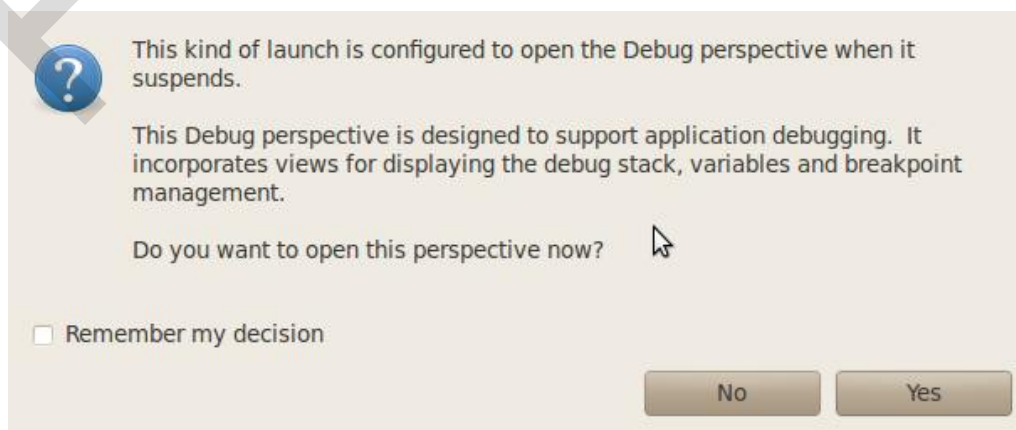 This kind of launch is configured to open the Debug perspective when it
suspends.
This Debug perspective is designed to support application debugging. It
incorporates views for displaying the debug stack, variables and breakpoint
management.
Do you want to open this perspective now?
Remember my decision
No Yes